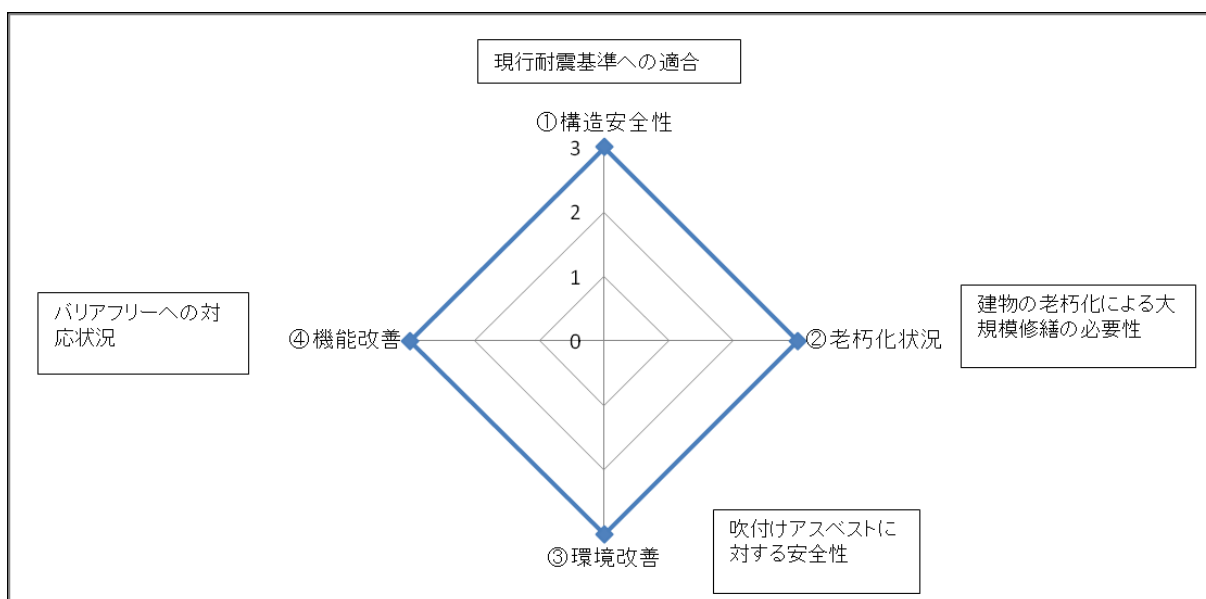 現行耐震基準への適合
①構造安全性
3
2
1
0
バリアフリーへの対
応状況
④機能改善
②老朽化状況
建物の老朽化による大
規模修繕の必要性
③環境改善
吹付けアスベストに
対する安全性